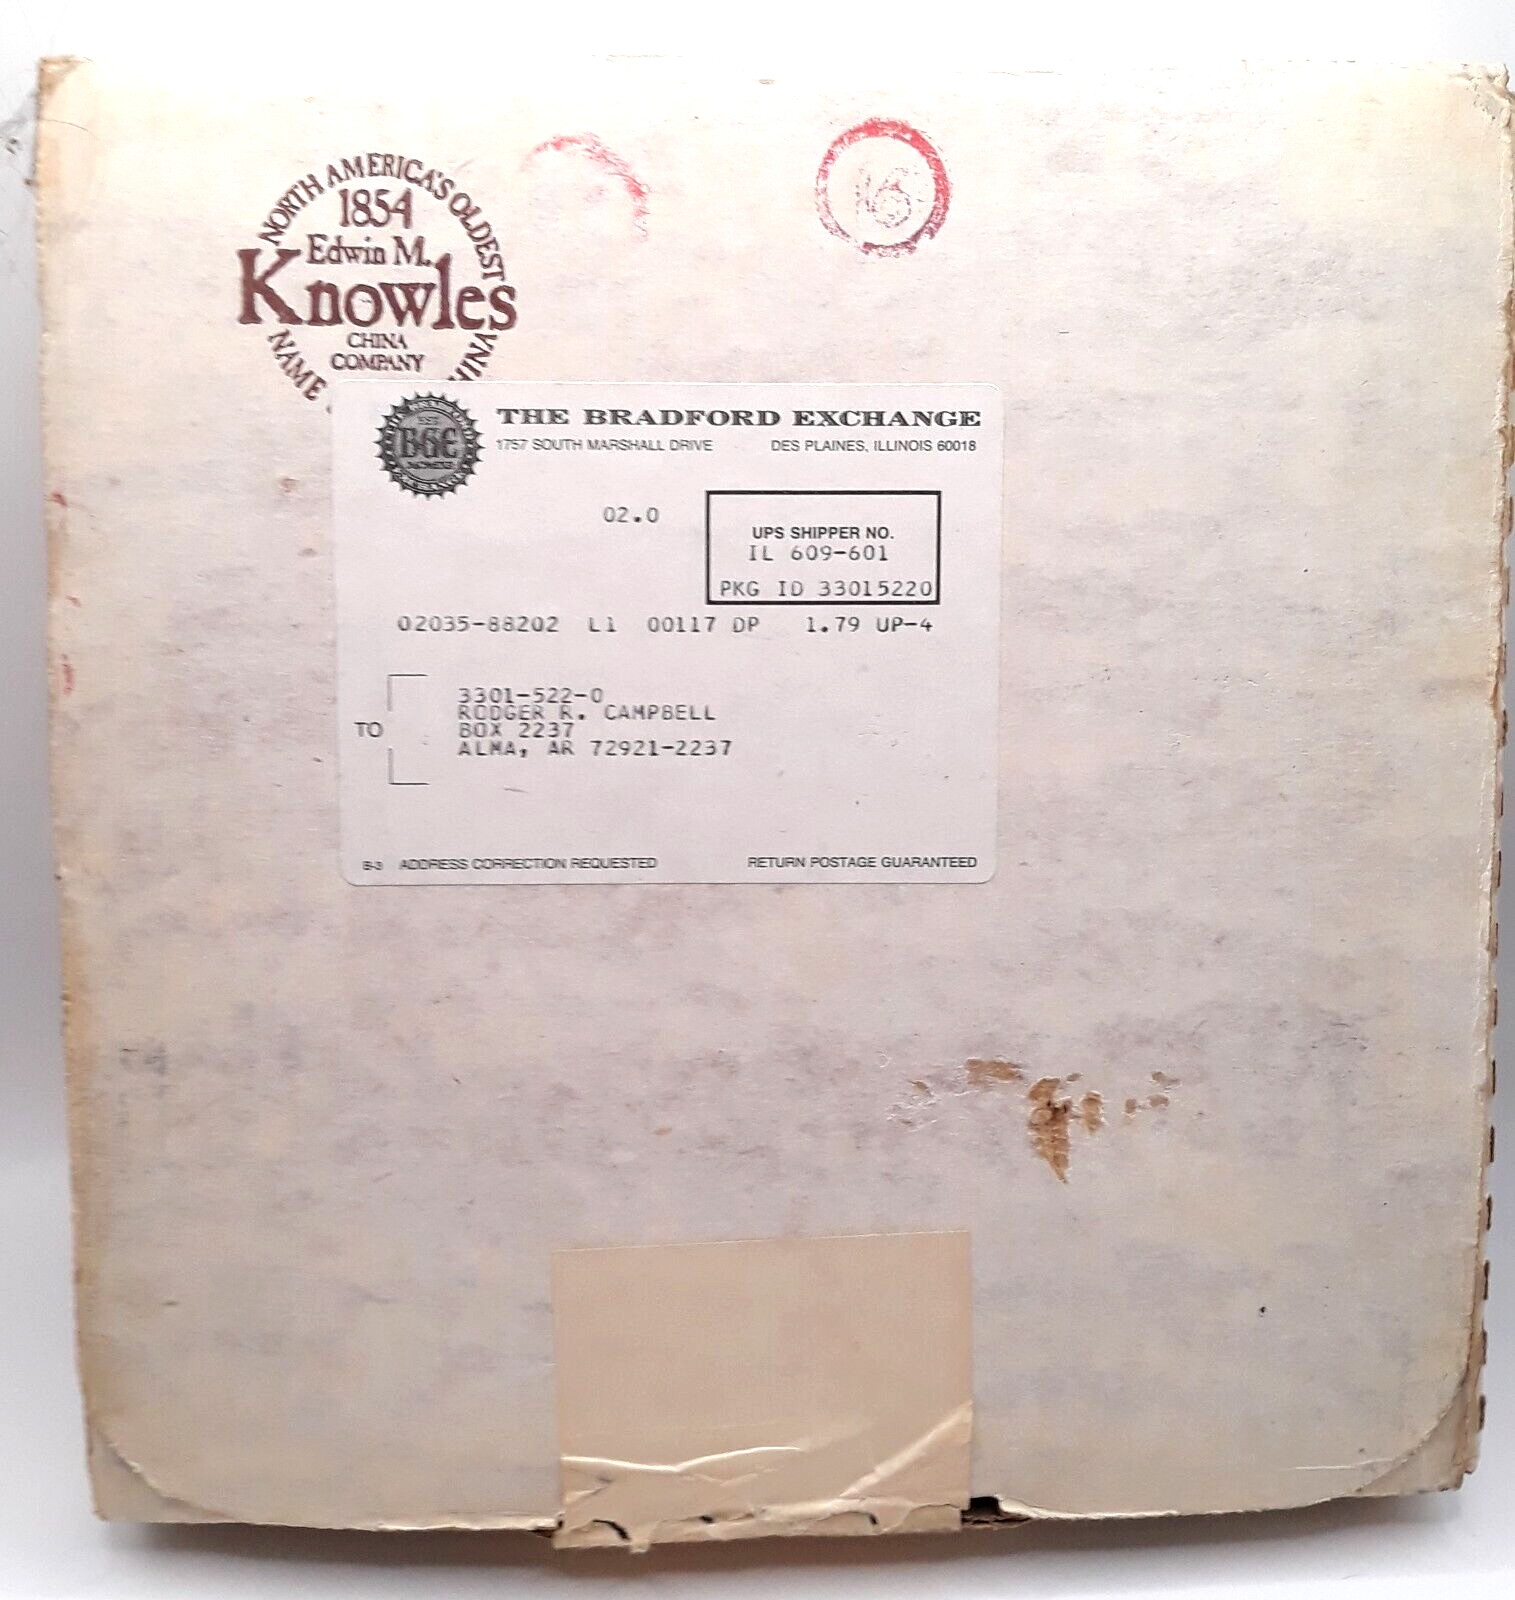 NORTH AMERICA'S OLDEST
1854
Edwin M.
Knowles
CHINA
COMPANY
NAME
16
BGE
THE BRADFORD EXCHANGE
1757 SOUTH MARSHALL DRIVE DES PLAINES, ILLINOIS 60018
02.0
UPS SHIPPER NO.
IL 609-601
PKG ID 33015220
02035-88202 L1 00117 DP 1.79 UP-4
3301-522-0
RODGER R. CAMPBELL
TO BOX 2237
ALMA, AR 72921-2237
B-3 ADDRESS CORRECTION REQUESTED RETURN POSTAGE GUARANTEED